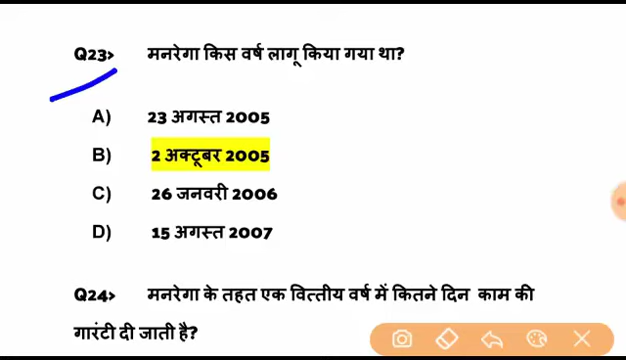 Q23> मनरेगा किस वर्ष लागू किया गया था?
A) 23 अगस्त 2005
B) 2 अक्टूबर 2005
C) 26 जनवरी 2006
D) 15 अगस्त 2007
Q24> मनरेगा के तहत एक वित्तीय वर्ष में कितने दिन काम की
गारंटी दी जाती है?